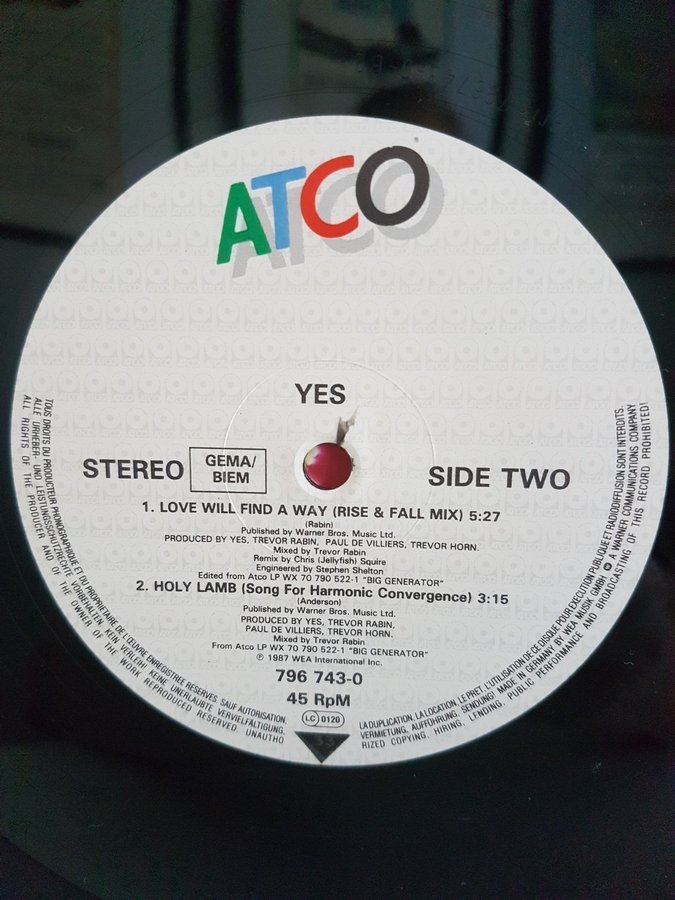 ATCO
YES
STEREO
GEMA/
BIEM
SIDE TWO
1. LOVE WILL FIND A WAY (RISE & FALL MIX) 5:27
(Rabin)
Published by Warner Bros. Music Ltd.
PRODUCED BY YES, TREVOR RABIN, PAUL DE VILLIERS, TREVOR HORN.
Mixed by Trevor Rabin
Remix by Chris (Jellyfish) Squire
Engineered by Stephen Shelton
Edited from Atco LP WX 70 790 522-1 "BIG GENERATOR"
2. HOLY LAMB (Song For Harmonic Convergence) 3:15
(Anderson)
Published by Warner Bros. Music Ltd.
PRODUCED BY YES, TREVOR RABIN,
PAUL DE VILLIERS, TREVOR HORN.
Mixed by Trevor Rabin
From Atco LP WX 70 790 522-1 "BIG GENERATOR"
℗ 1987 WEA International Inc.
796 743-0
45 RpM
LC 0120
33
TOUS DROITS DU PRODUCTEUR PHONOGRAPHIQUE ET DU PROPRIETAIRE DE L'ŒUVRE ENREGISTREE RESERVES SAUF AUTORISATION. LA DUPLICATION, LA LOCATION, LE PRET, L'UTILISATION DE CE DISQUE POUR EXECUTION PUBLIQUE ET RADIODIFFUSION SONT INTERDITS.
ALLE URHEBER- UND LEISTUNGSSCHUTZRECHTE VORBEHALTEN. KEIN VERLEIH! KEINE UNERLAUBTE VERVIELFÄLTIGUNG, VERMIETUNG, AUFFÜHRUNG, SENDUNG! MADE IN GERMANY BY WEA MUSIK GMBH A WARNER COMMUNICATIONS COMPANY
ALL RIGHTS OF THE PRODUCER AND OF THE OWNER OF THE WORK REPRODUCED RESERVED. UNAUTHORIZED COPYING, HIRING, LENDING, PUBLIC PERFORMANCE AND BROADCASTING OF THIS RECORD PROHIBITED!